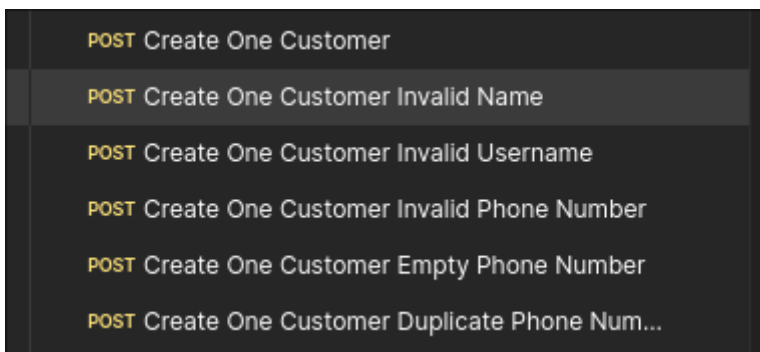 POST Create One Customer
POST Create One Customer Invalid Name
POST Create One Customer Invalid Username
POST Create One Customer Invalid Phone Number
POST Create One Customer Empty Phone Number
POST Create One Customer Duplicate Phone Num...